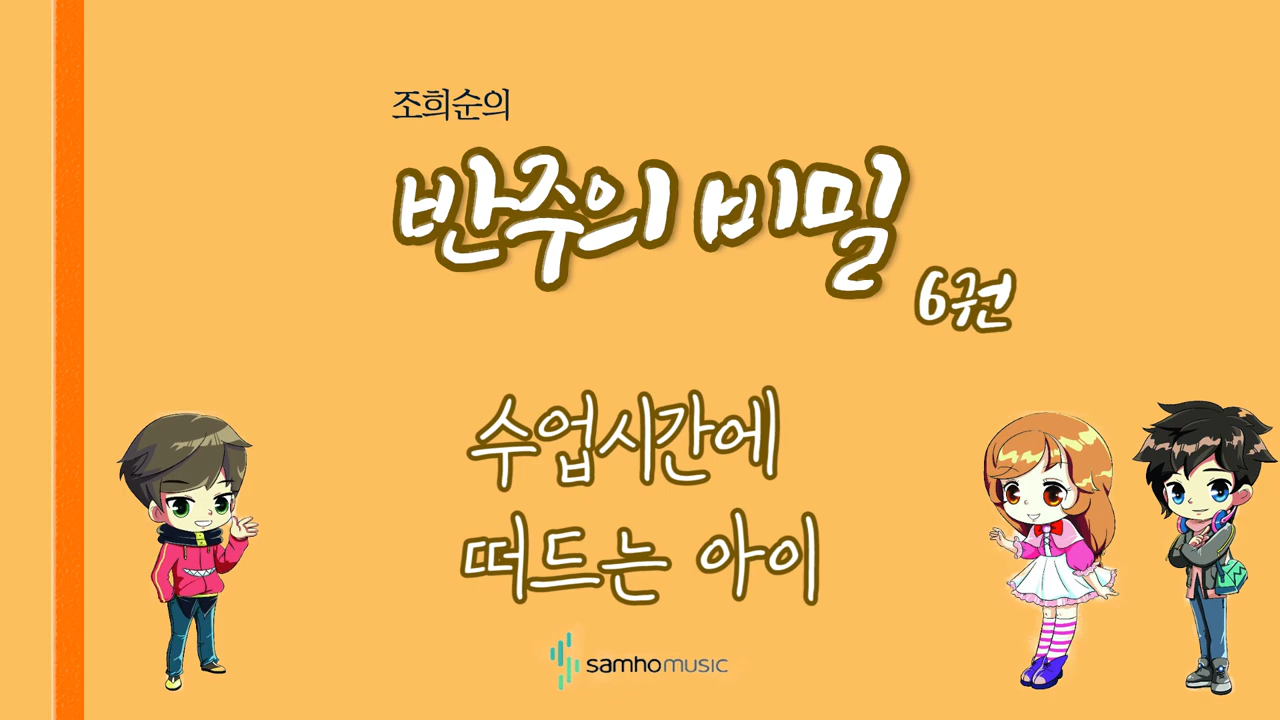 조희순의
반주의 비밀
6권
수업시간에
떠드는 아이
samhomusic